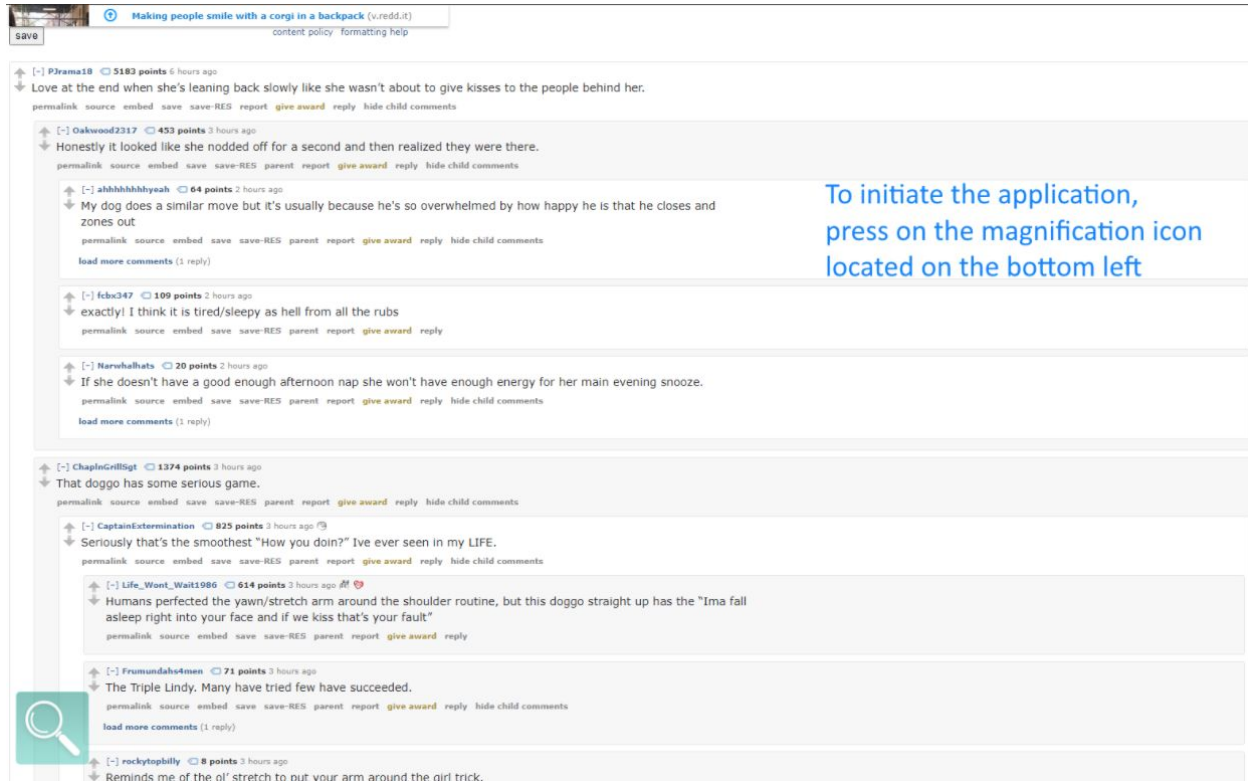 Making people smile with a corgi in a backpack (v.redd.it)
save
content policy formatting help
[-] PJrama18 5183 points 6 hours ago
Love at the end when she's leaning back slowly like she wasn't about to give kisses to the people behind her.
permalink source embed save save-RES report give award reply hide child comments
[-] Oakwood2317 453 points 3 hours ago
Honestly it looked like she nodded off for a second and then realized they were there.
permalink source embed save save-RES parent report give award reply hide child comments
[-] ahhhhhhhhyeah 64 points 2 hours ago
My dog does a similar move but it's usually because he's so overwhelmed by how happy he is that he closes and
zones out
permalink source embed save save-RES parent report give award reply hide child comments
load more comments (1 reply)
To initiate the application,
press on the magnification icon
located on the bottom left
[-] fcbx347 109 points 2 hours ago
exactly! I think it is tired/sleepy as hell from all the rubs
permalink source embed save save-RES parent report give award reply
[-] Narwhalhats 20 points 2 hours ago
If she doesn't have a good enough afternoon nap she won't have enough energy for her main evening snooze.
permalink source embed save save-RES parent report give award reply hide child comments
load more comments (1 reply)
[-] ChaplnGrillSgt 1374 points 3 hours ago
That doggo has some serious game.
permalink source embed save save-RES parent report give award reply hide child comments
[-] CaptainExtermination 825 points 3 hours ago
Seriously that's the smoothest "How you doin?" Ive ever seen in my LIFE.
permalink source embed save save-RES parent report give award reply hide child comments
[-] Life_Wont_Wait1986 614 points 3 hours ago
Humans perfected the yawn/stretch arm around the shoulder routine, but this doggo straight up has the "Ima fall
asleep right into your face and if we kiss that's your fault"
permalink source embed save save-RES parent report give award reply
[-] Frumundahs4men 71 points 3 hours ago
The Triple Lindy. Many have tried few have succeeded.
permalink source embed save save-RES parent report give award reply hide child comments
load more comments (1 reply)
[-] rockytopbilly 8 points 3 hours ago
Reminds me of the ol' stretch to put your arm around the girl trick.